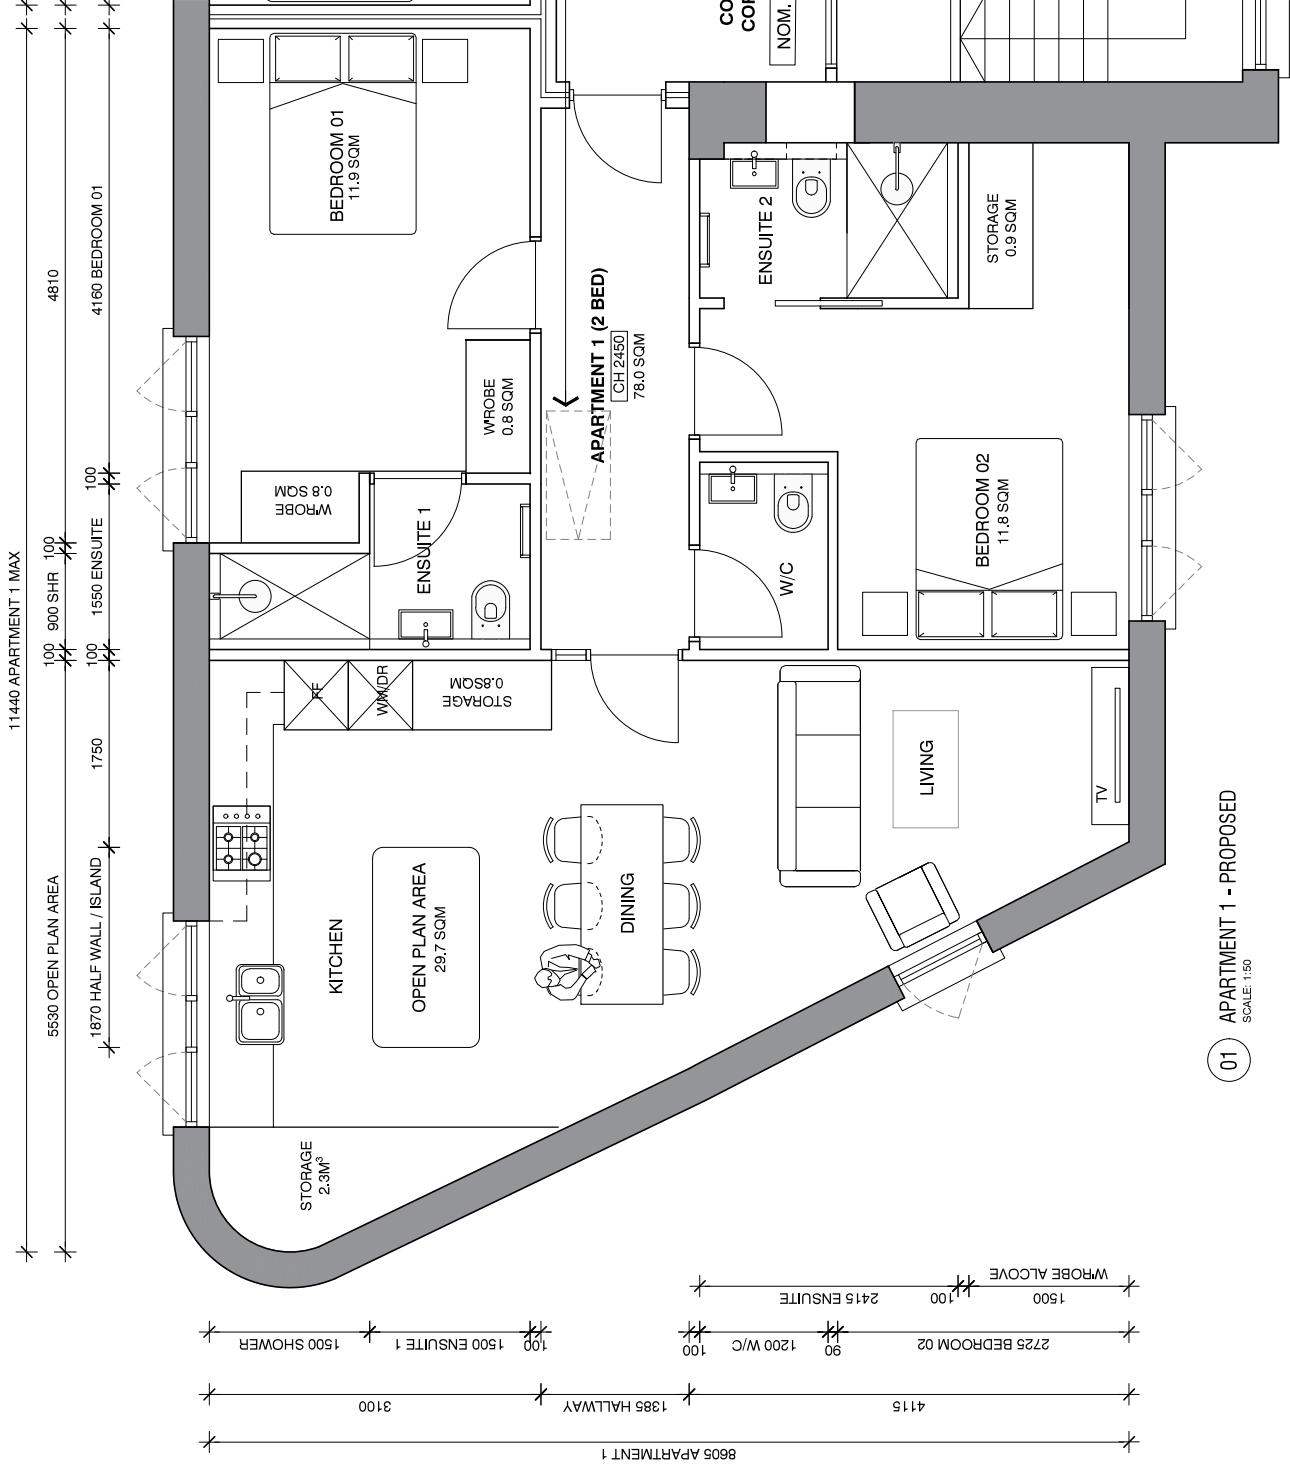 CO
COR
NOM.
BEDROOM 01
11.9 SQM
W'ROBE
0.8 SQM
W'ROBE
0.8 SQM
ENSUITE 1
APARTMENT 1 (2 BED)
CH 2450
78.0 SQM
ENSUITE 2
STORAGE
0.9 SQM
W/C
BEDROOM 02
11.8 SQM
FF
WM/DR
STORAGE
0.8SQM
KITCHEN
OPEN PLAN AREA
29.7 SQM
DINING
LIVING
TV
STORAGE
2.3M³
11440 APARTMENT 1 MAX
5530 OPEN PLAN AREA
100
900 SHR
100
4810
1870 HALF WALL / ISLAND
1750
100
1550 ENSUITE
100
4160 BEDROOM 01
W'ROBE ALCOVE
1500
100
2415 ENSUITE
2725 BEDROOM 02
90
1200 W/C
100
100
1500 ENSUITE 1
1500 SHOWER
4115
1385 HALLWAY
3100
8605 APARTMENT 1
01
APARTMENT 1 - PROPOSED
SCALE: 1:50